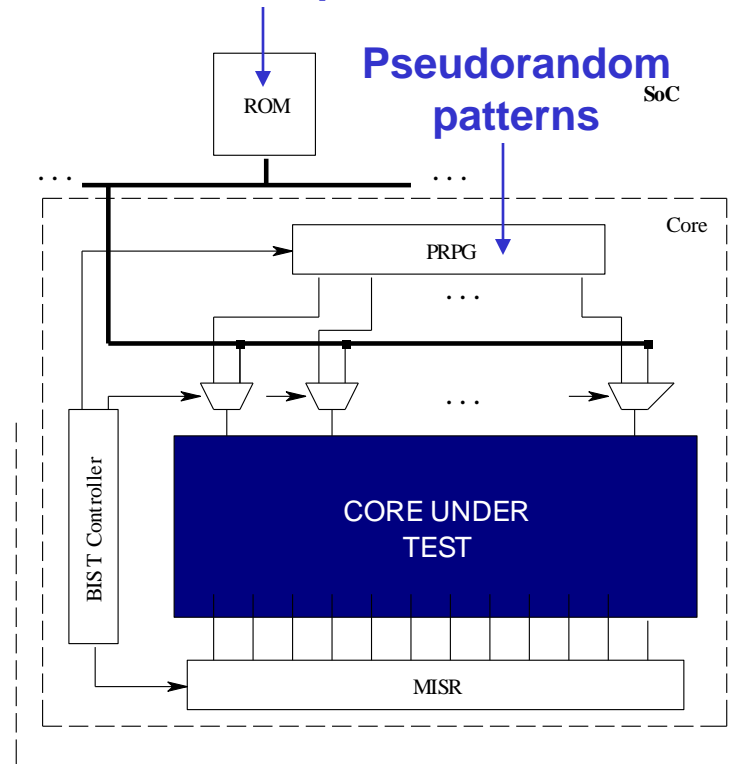 Pseudorandom
patterns
SoC
ROM
. . .
. . .
Core
PRPG
. . .
. . .
BIST Controller
CORE UNDER
TEST
MISR